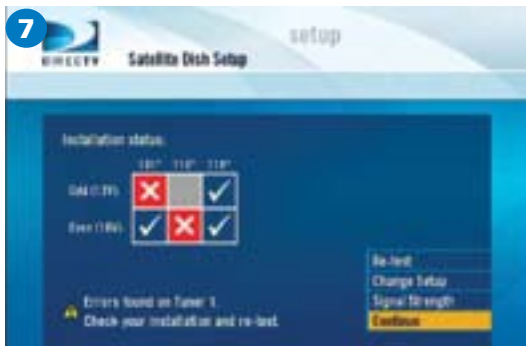 7
setup
DIRECTV
Satellite Dish Setup
Installation status:
101° 110° 119°
Odd (13V)
Even (18V)
Re-test
Change Setup
Signal Strength
Continue
Errors found on Tuner 1.
Check your installation and re-test.